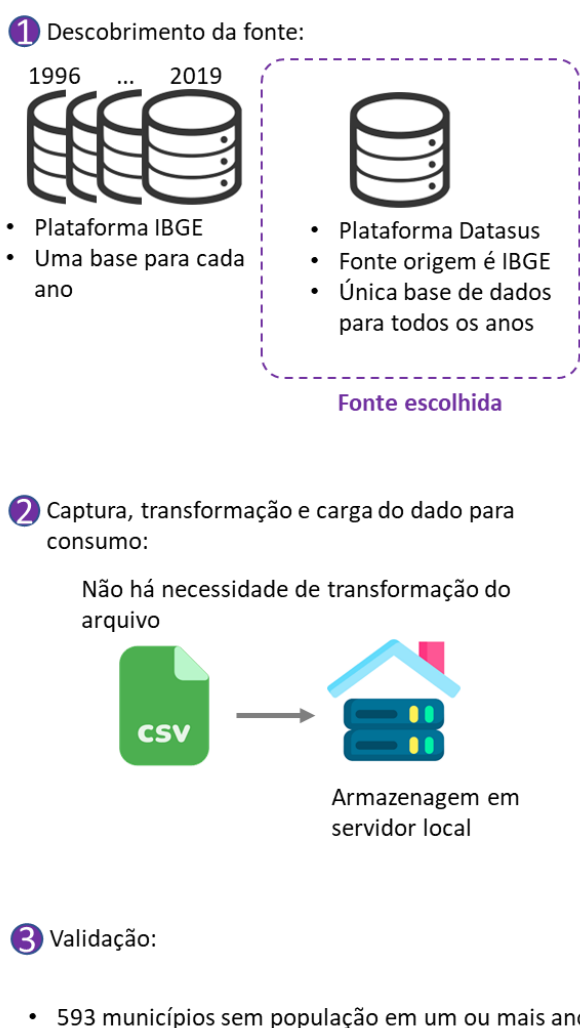 1 Descobrimento da fonte:
1996 ... 2019
• Plataforma IBGE
• Uma base para cada
ano
• Plataforma Datasus
• Fonte origem é IBGE
• Única base de dados
para todos os anos
Fonte escolhida
2 Captura, transformação e carga do dado para
consumo:
Não há necessidade de transformação do
arquivo
csv
Armazenagem em
servidor local
3 Validação:
• 593 municípios sem população em um ou mais